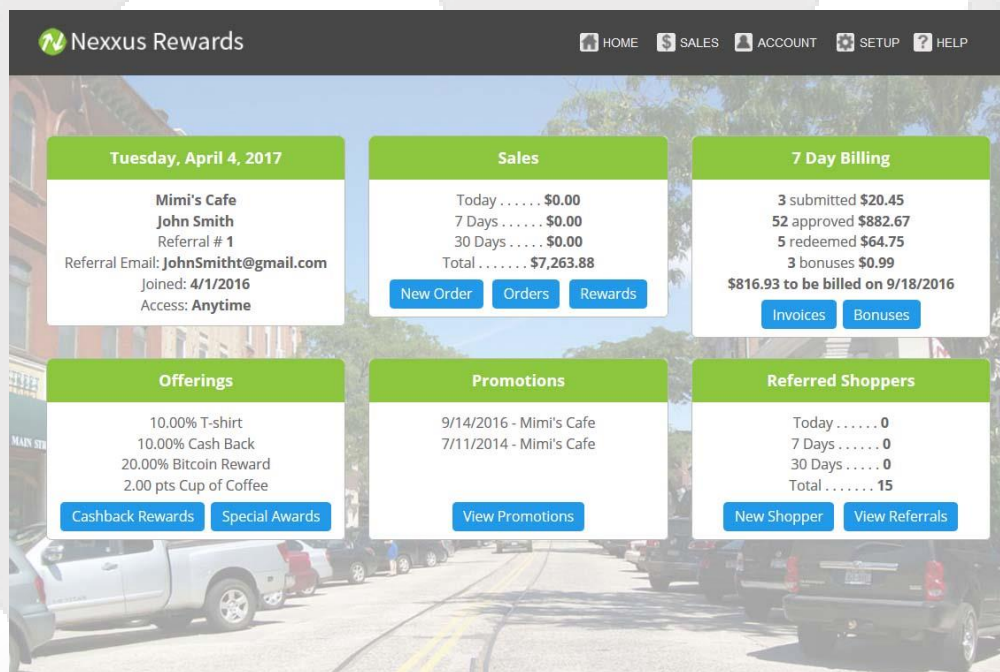 Nexxus Rewards
HOME SALES ACCOUNT SETUP HELP
Tuesday, April 4, 2017
Mimi's Cafe
John Smith
Referral # 1
Referral Email: JohnSmitht@gmail.com
Joined: 4/1/2016
Access: Anytime
Sales
Today . . . . . . $0.00
7 Days . . . . . . $0.00
30 Days . . . . . $0.00
Total . . . . . . . $7,263.88
New Order Orders Rewards
7 Day Billing
3 submitted $20.45
52 approved $882.67
5 redeemed $64.75
3 bonuses $0.99
$816.93 to be billed on 9/18/2016
Invoices Bonuses
Offerings
10.00% T-shirt
10.00% Cash Back
20.00% Bitcoin Reward
2.00 pts Cup of Coffee
Cashback Rewards Special Awards
Promotions
9/14/2016 - Mimi's Cafe
7/11/2014 - Mimi's Cafe
View Promotions
Referred Shoppers
Today . . . . . . 0
7 Days . . . . . . 0
30 Days . . . . . 0
Total . . . . . . . 15
New Shopper View Referrals
MAIN